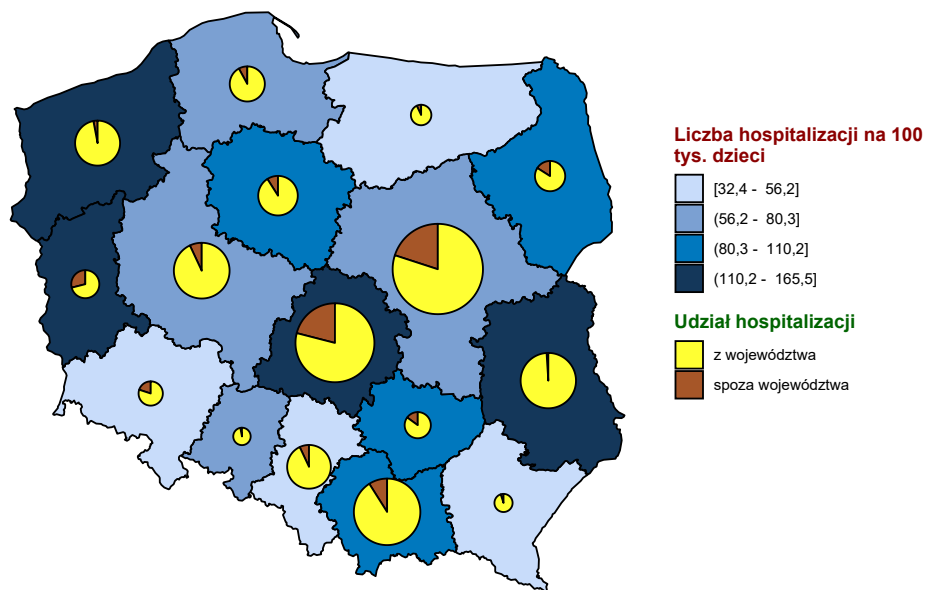 Liczba hospitalizacji na 100
tys. dzieci
[32,4 - 56,2]
(56,2 - 80,3]
(80,3 - 110,2]
(110,2 - 165,5]
Udział hospitalizacji
z województwa
spoza województwa